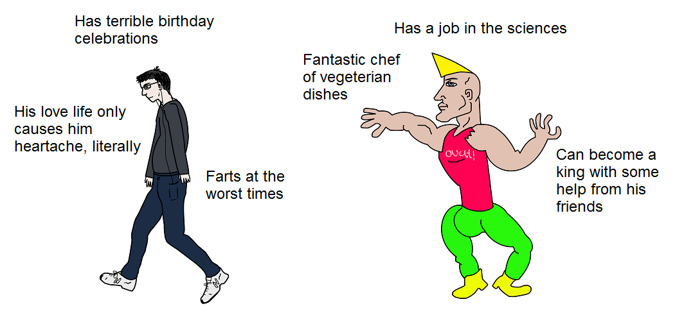 Has terrible birthday
celebrations
His love life only
causes him
heartache, literally
Farts at the
worst times
Has a job in the sciences
Fantastic chef
of vegeterian
dishes
Can become a
king with some
help from his
friends